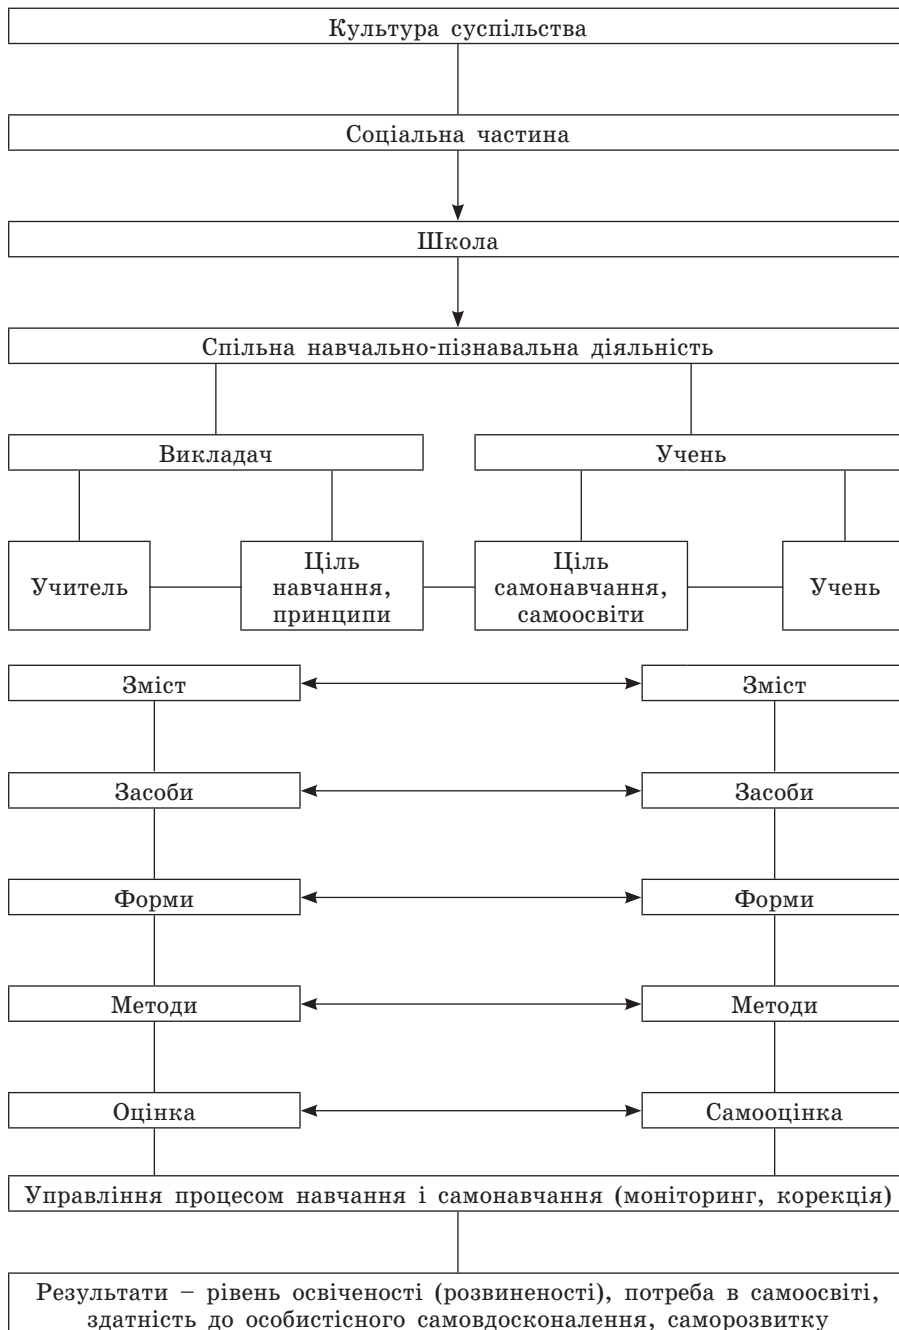 Культура суспільства
Соціальна частина
Школа
Спільна навчально-пізнавальна діяльність
Викладач
Учень
Учитель
Ціль
навчання,
принципи
Ціль
самонавчання,
самоосвіти
Учень
Зміст
Зміст
Засоби
Засоби
Форми
Форми
Методи
Методи
Оцінка
Самооцінка
Управління процесом навчання і самонавчання (моніторинг, корекція)
Результати – рівень освіченості (розвиненості), потреба в самоосвіті,
здатність до особистісного самовдосконалення, саморозвитку